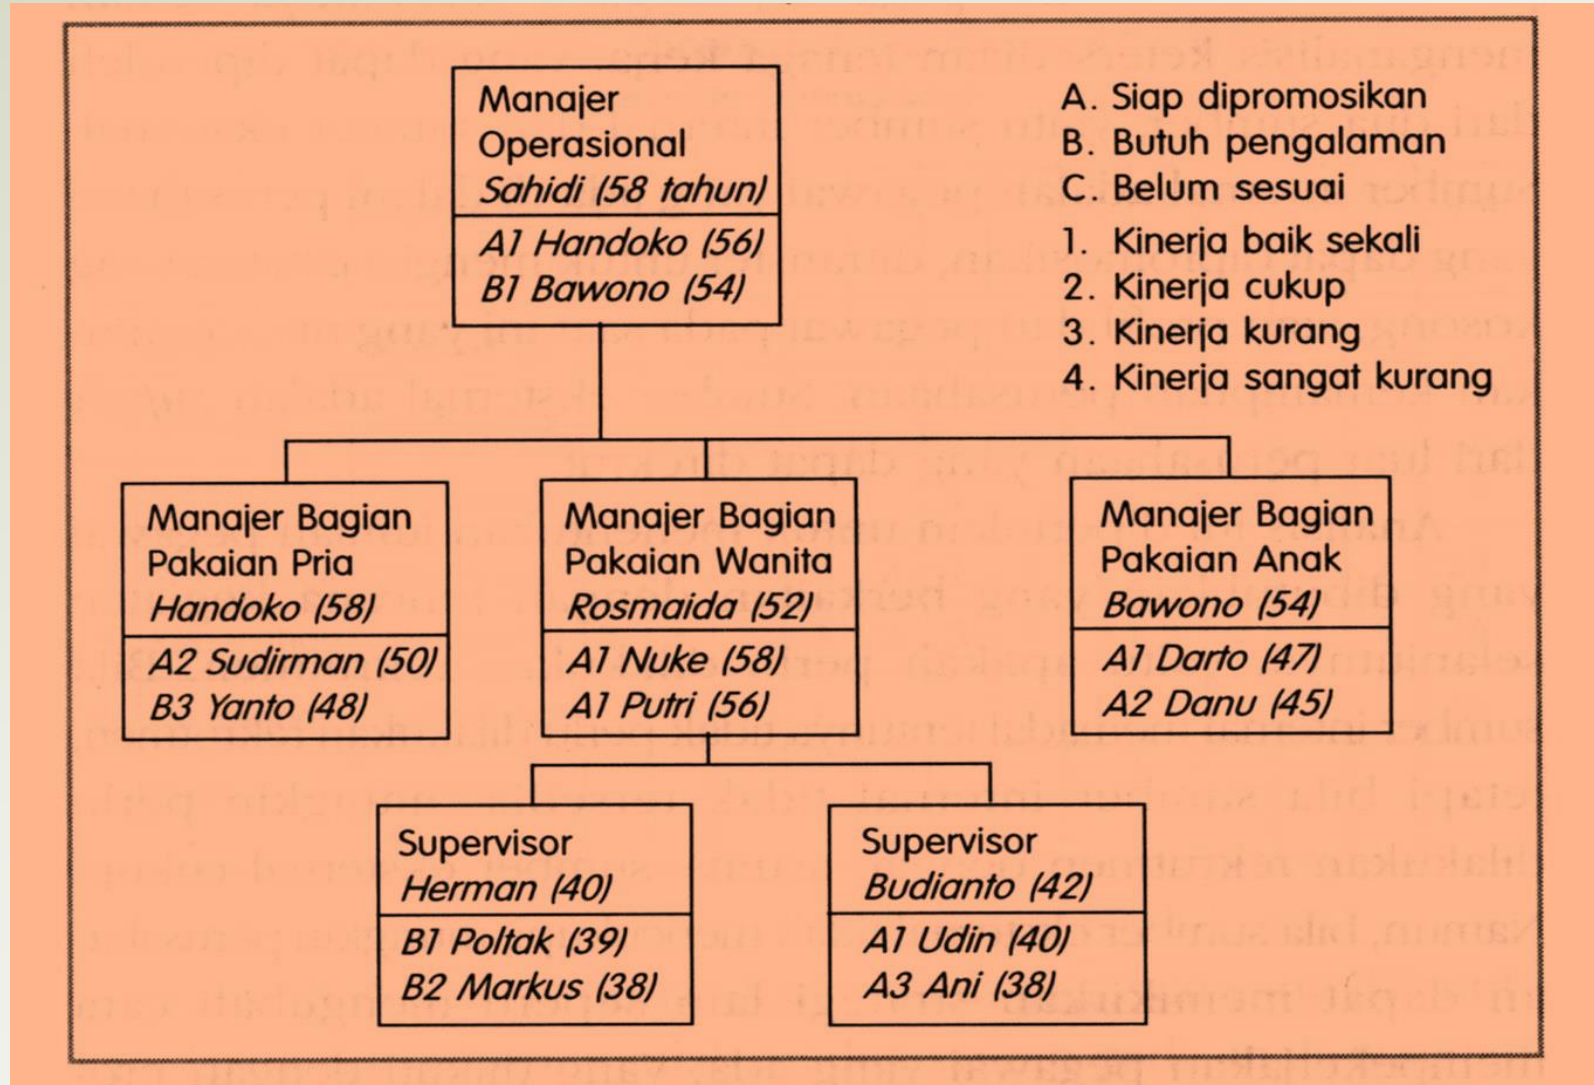 Manajer
Operasional
Sahidi (58 tahun)
A1 Handoko (56)
B1 Bawono (54)
A. Siap dipromosikan
B. Butuh pengalaman
C. Belum sesuai
1. Kinerja baik sekali
2. Kinerja cukup
3. Kinerja kurang
4. Kinerja sangat kurang
Manajer Bagian
Pakaian Pria
Handoko (58)
A2 Sudirman (50)
B3 Yanto (48)
Manajer Bagian
Pakaian Wanita
Rosmaida (52)
A1 Nuke (58)
A1 Putri (56)
Manajer Bagian
Pakaian Anak
Bawono (54)
A1 Darto (47)
A2 Danu (45)
Supervisor
Herman (40)
B1 Poltak (39)
B2 Markus (38)
Supervisor
Budianto (42)
A1 Udin (40)
A3 Ani (38)